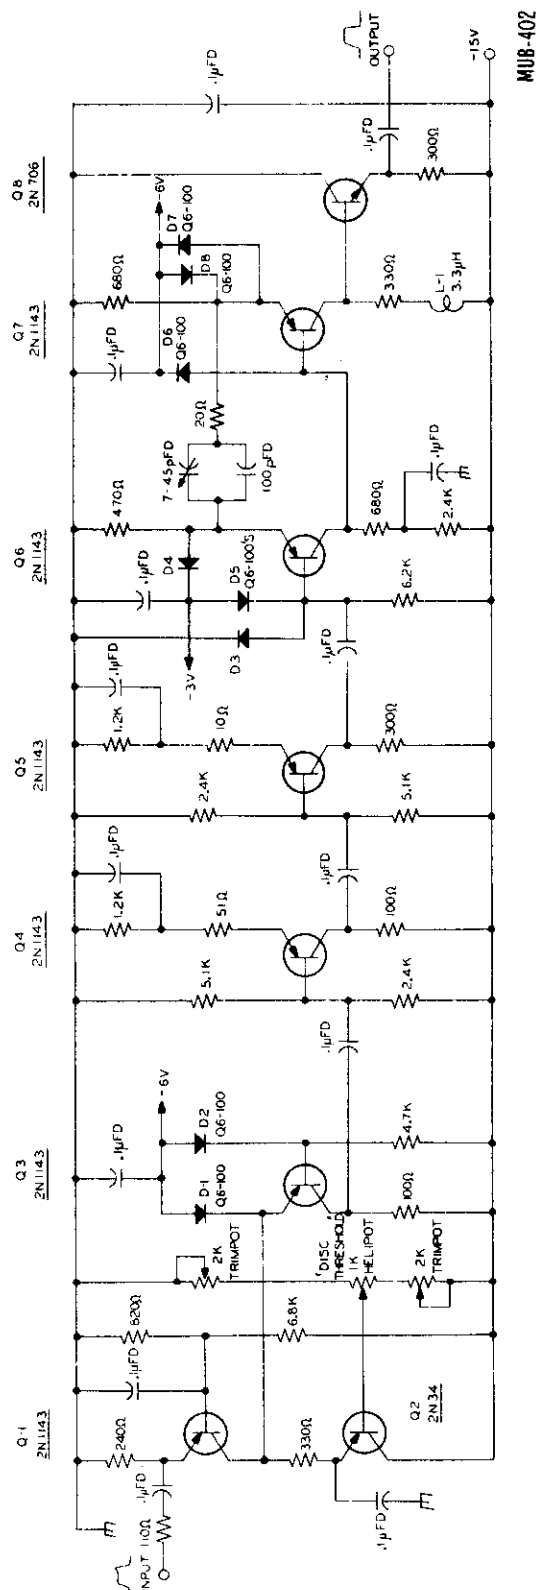 Q-1
2N1143
Q3
2N1143
Q4
2N1143
Q5
2N1143
Q6
2N1143
Q7
2N1143
Q8
2N706
INPUT 110Ω
.1μFD
240Ω
.1μFD
820Ω
6.8K
330Ω
.1μFD
Q2
2N34
2K
TRIMPOT
"DISC
THRESHOLD"
1K
HELIPOT
2K
TRIMPOT
.1μFD
-6V
D-1
Q6-100
D2
Q6-100
100Ω
4.7K
.1μFD
5.1K
2.4K
1.2K
.1μFD
51Ω
100Ω
.1μFD
2.4K
5.1K
1.2K
.1μFD
10Ω
300Ω
.1μFD
-3V
D3
D5
Q6-100'S
D4
.1μFD
6.2K
470Ω
680Ω
2.4K
.1μFD
7-45pFD
100pFD
20Ω
.1μFD
D6
Q6-100
680Ω
D8
Q6-100
D7
Q6-100
-6V
330Ω
L-1
3.3μH
.1μFD
300Ω
.1μFD
OUTPUT
-15V
MUB-402